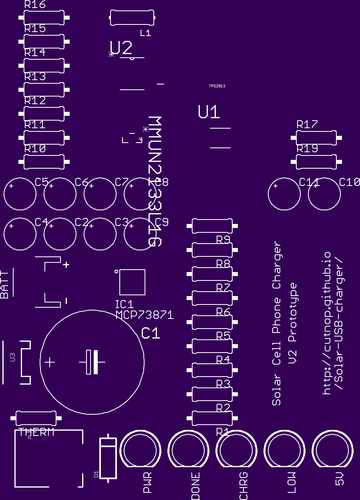 R16
R15
L1
U2
R14
R13
TPS2513
U1
R12
R11
MMUN2133L1G
R17
R10
R19
C5
C6
C7
C8
C11
C10
C4
C2
C3
C9
R9
R8
BATT
+
IC1
MCP73871
R7
R6
C1
R5
R4
R3
R2
R1
Solar Cell Phone Charger
V2 Prototype
http://cutnop.github.io
/Solar-USB-charger/
U3
THERM
D1
PWR
DONE
CHRG
LOW
5V